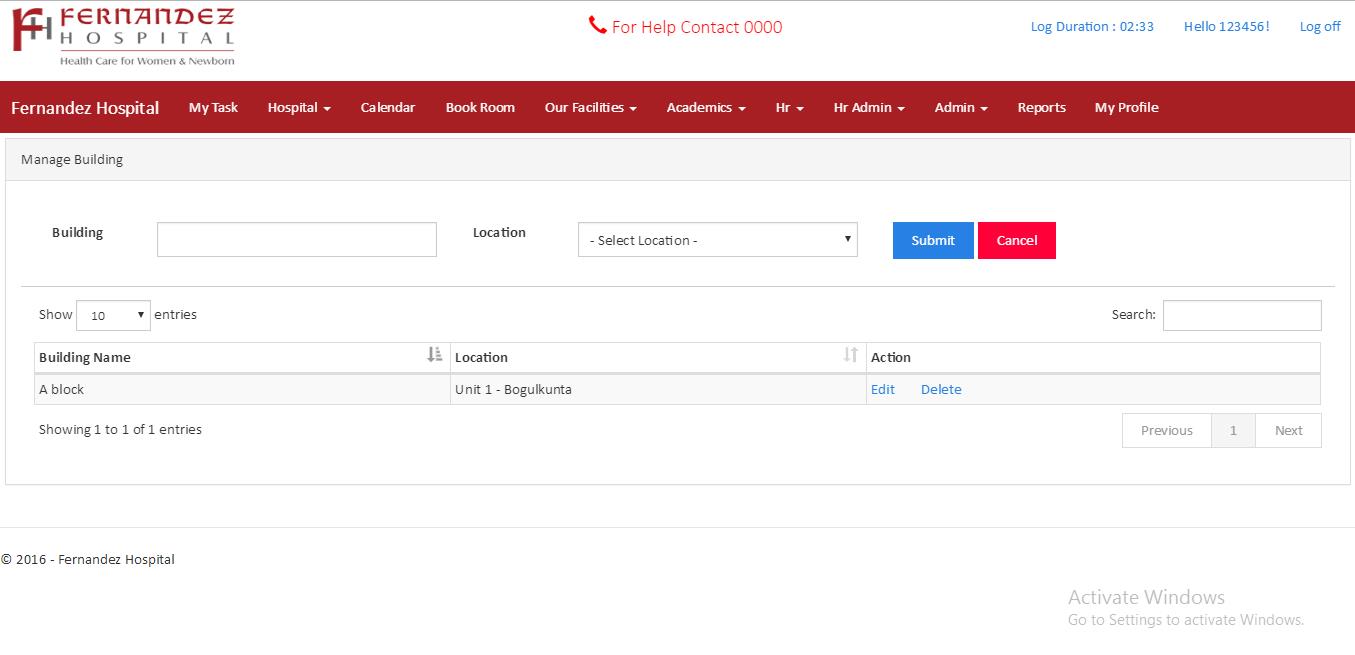 FERNANDEZ
HOSPITAL
Health Care for Women & Newborn
For Help Contact 0000
Log Duration : 02:33 Hello 123456! Log off
Fernandez Hospital My Task Hospital Calendar Book Room Our Facilities Academics Hr Hr Admin Admin Reports My Profile
Manage Building
Building Location - Select Location - Submit Cancel
Show 10 entries Search:
Building Name Location Action
A block Unit 1 - Bogulkunta Edit Delete
Showing 1 to 1 of 1 entries Previous 1 Next
© 2016 - Fernandez Hospital
Activate Windows
Go to Settings to activate Windows.